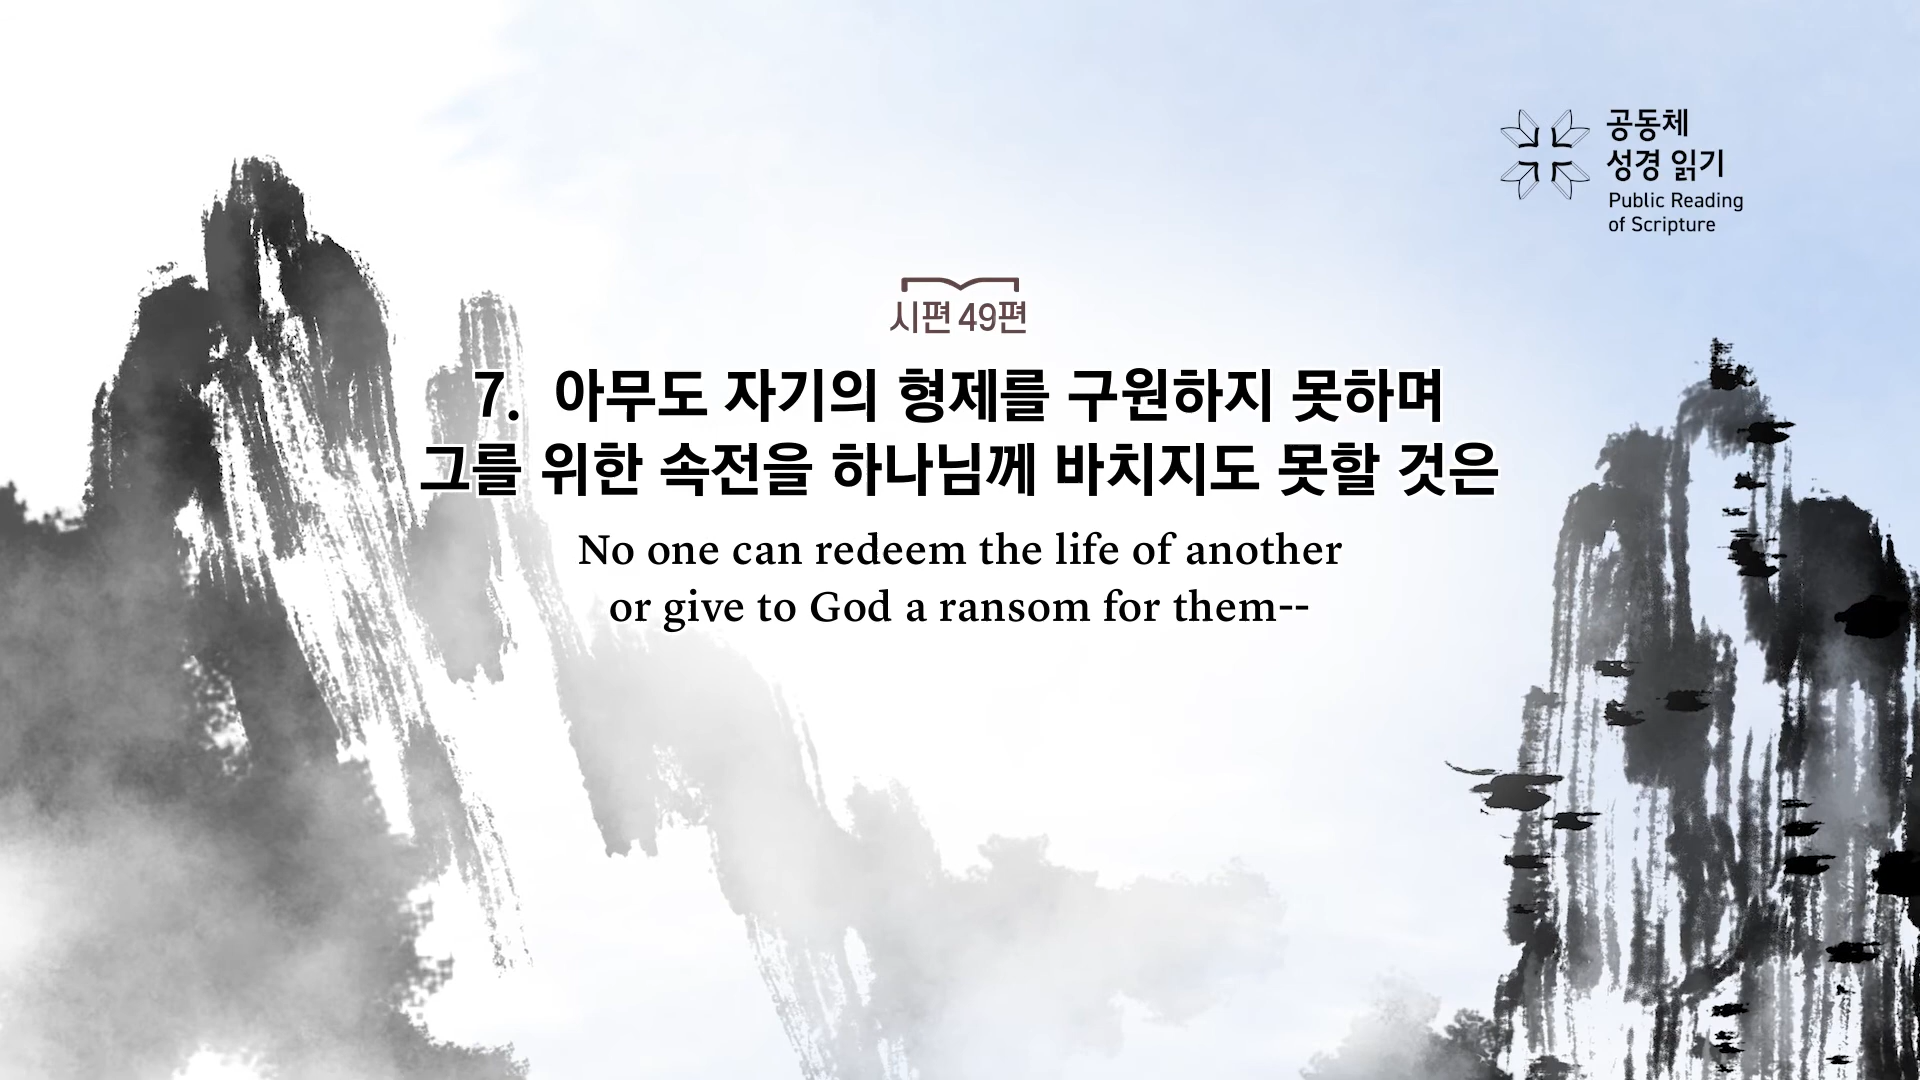 공동체
성경 읽기
Public Reading
of Scripture
시편 49편
7. 아무도 자기의 형제를 구원하지 못하며
그를 위한 속전을 하나님께 바치지도 못할 것은
No one can redeem the life of another
or give to God a ransom for them--